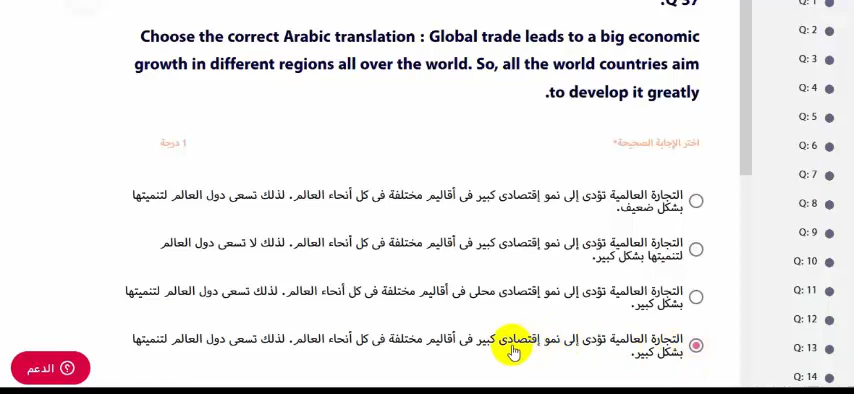 .Q 37
Choose the correct Arabic translation : Global trade leads to a big economic
growth in different regions all over the world. So, all the world countries aim
.to develop it greatly
اختر الإجابة الصحيحة*
1 درجة
التجارة العالمية تؤدى إلى نمو إقتصادى كبير فى أقاليم مختلفة فى كل أنحاء العالم. لذلك تسعى دول العالم لتنميتها
بشكل ضعيف.
التجارة العالمية تؤدى إلى نمو إقتصادى كبير فى أقاليم مختلفة فى كل أنحاء العالم. لذلك لا تسعى دول العالم
لتنميتها بشكل كبير.
التجارة العالمية تؤدى إلى نمو إقتصادى محلى فى أقاليم مختلفة فى كل أنحاء العالم. لذلك تسعى دول العالم لتنميتها
بشكل كبير.
التجارة العالمية تؤدى إلى نمو إقتصادى كبير فى أقاليم مختلفة فى كل أنحاء العالم. لذلك تسعى دول العالم لتنميتها
بشكل كبير.
الدعم
Q: 1
Q: 2
Q: 3
Q: 4
Q: 5
Q: 6
Q: 7
Q: 8
Q: 9
Q: 10
Q: 11
Q: 12
Q: 13
Q: 14